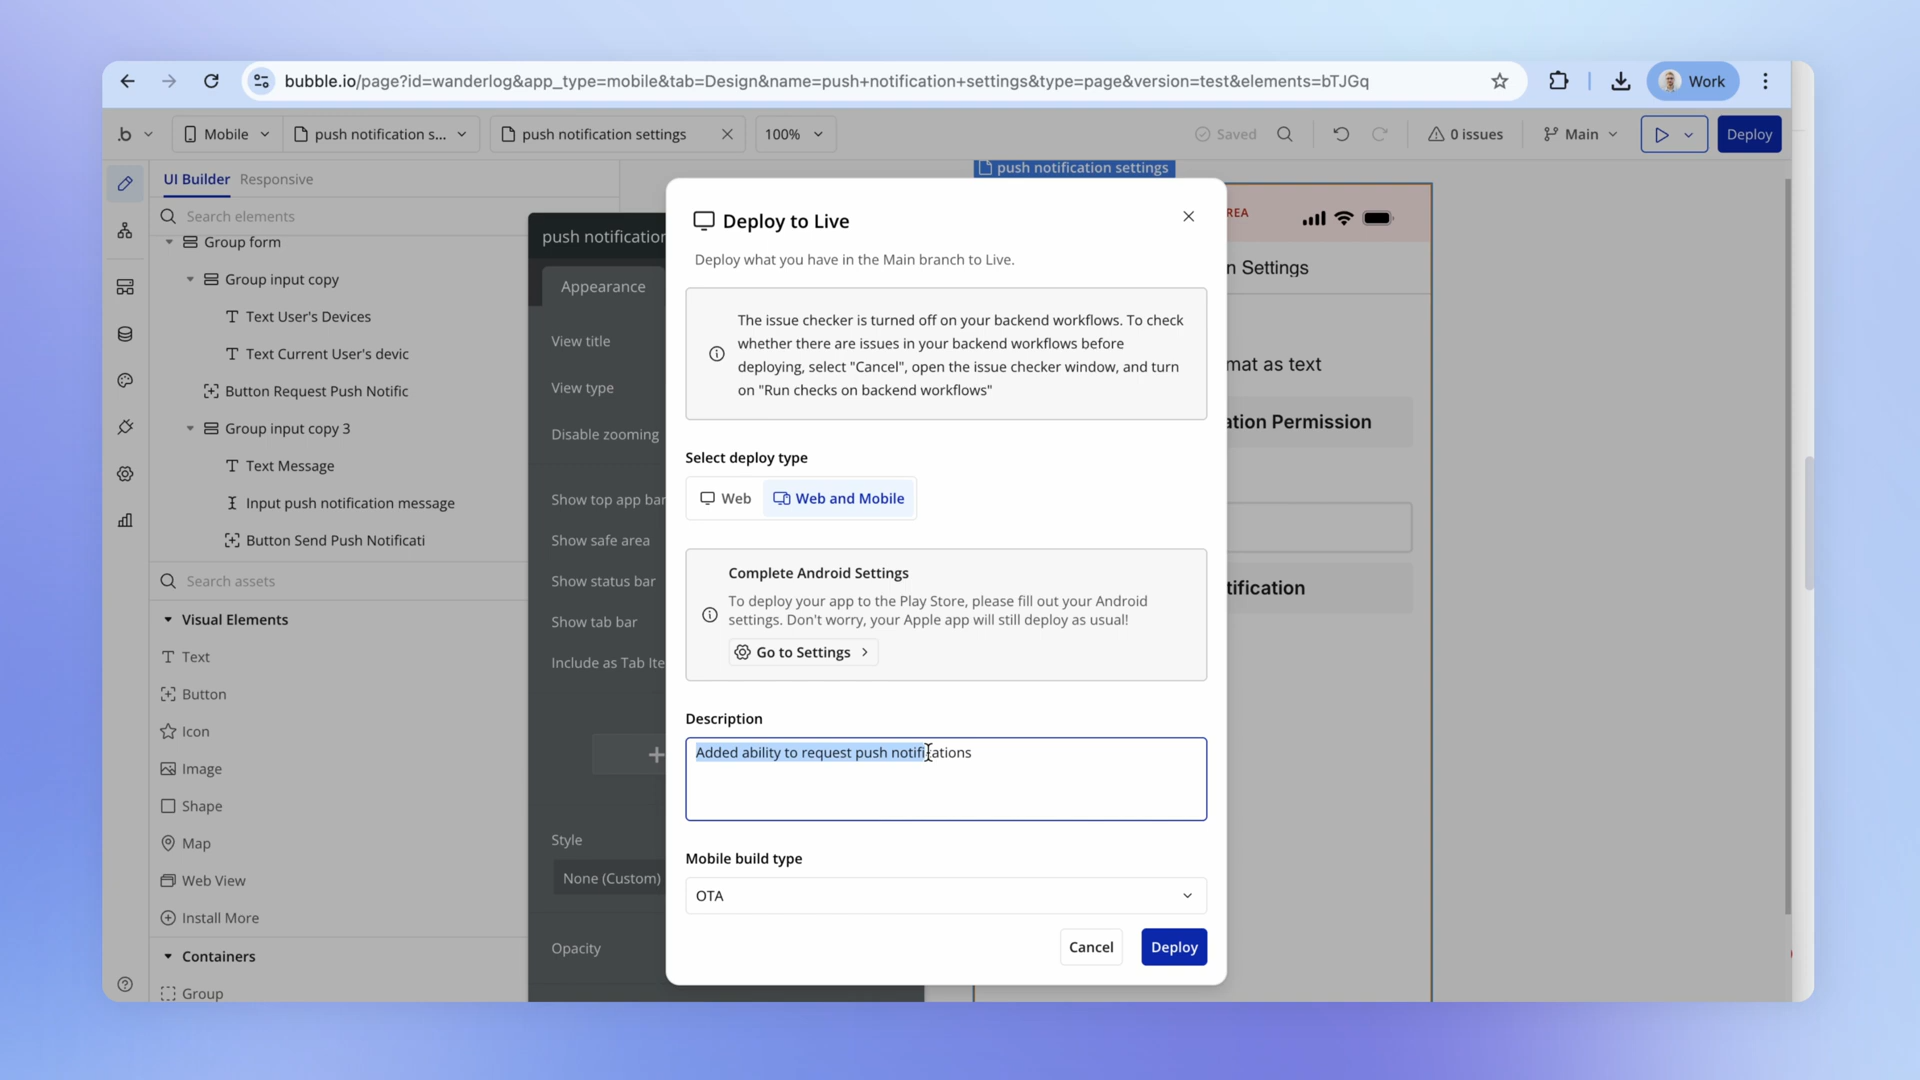 bubble.io/page?id=wanderlog&app_type=mobile&tab=Design&name=push+notification+settings&type=page&version=test&elements=bTJGq
Work
.b
Mobile
push notification s...
push notification settings
100%
Saved
0 issues
Main
Deploy
UI Builder
Responsive
Search elements
Group form
Group input copy
Text User's Devices
Text Current User's devic
Button Request Push Notific
Group input copy 3
Text Message
Input push notification message
Button Send Push Notificati
Search assets
Visual Elements
Text
Button
Icon
Image
Shape
Map
Web View
Install More
Containers
Group
push notification
Appearance
View title
View type
Disable zooming
Show top app bar
Show safe area
Show status bar
Show tab bar
Include as Tab Ite
Style
None (Custom)
Opacity
Deploy to Live
Deploy what you have in the Main branch to Live.
The issue checker is turned off on your backend workflows. To check
whether there are issues in your backend workflows before
deploying, select "Cancel", open the issue checker window, and turn
on "Run checks on backend workflows"
Select deploy type
Web
Web and Mobile
Complete Android Settings
To deploy your app to the Play Store, please fill out your Android
settings. Don't worry, your Apple app will still deploy as usual!
Go to Settings
Description
Added ability to request push notifications
Mobile build type
OTA
Cancel
Deploy
push notification settings
REA
n Settings
mat as text
ation Permission
tification